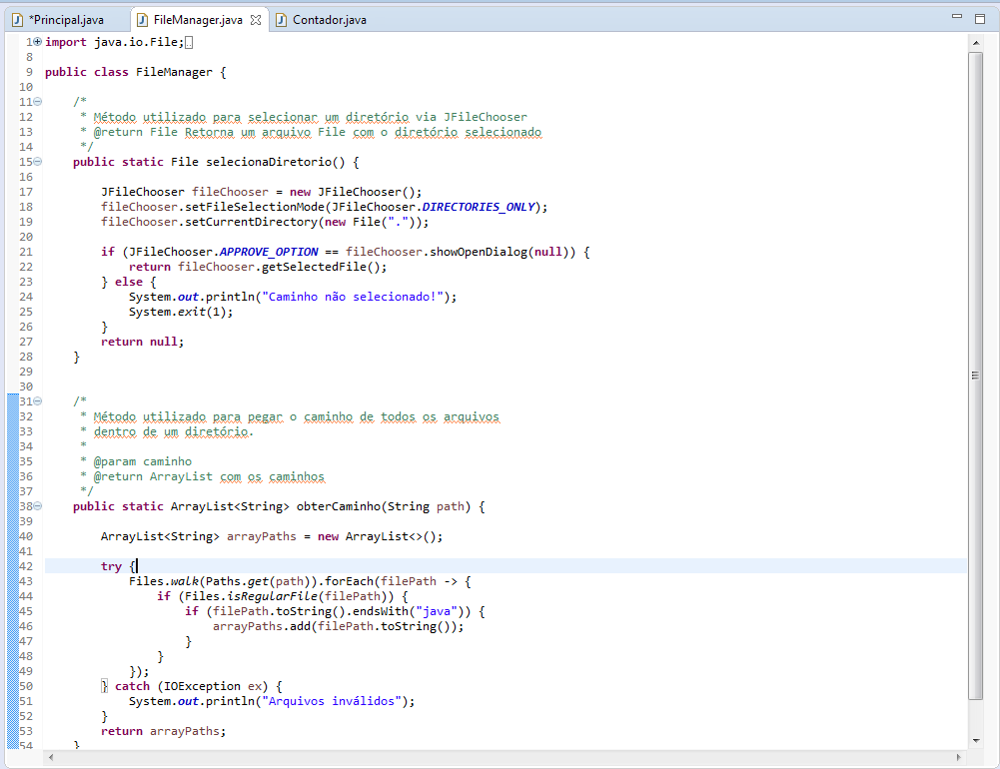 *Principal.java FileManager.java Contador.java
1 import java.io.File;
8
9 public class FileManager {
10
11     /*
12      * Método utilizado para selecionar um diretório via JFileChooser
13      * @return File Retorna um arquivo File com o diretório selecionado
14      */
15     public static File selecionaDiretorio() {
16
17         JFileChooser fileChooser = new JFileChooser();
18         fileChooser.setFileSelectionMode(JFileChooser.DIRECTORIES_ONLY);
19         fileChooser.setCurrentDirectory(new File("."));
20
21         if (JFileChooser.APPROVE_OPTION == fileChooser.showOpenDialog(null)) {
22             return fileChooser.getSelectedFile();
23         } else {
24             System.out.println("Caminho não selecionado!");
25             System.exit(1);
26         }
27         return null;
28     }
29
30
31     /*
32      * Método utilizado para pegar o caminho de todos os arquivos
33      * dentro de um diretório.
34      *
35      * @param caminho
36      * @return ArrayList com os caminhos
37      */
38     public static ArrayList<String> obterCaminho(String path) {
39
40         ArrayList<String> arrayPaths = new ArrayList<>();
41
42         try {
43             Files.walk(Paths.get(path)).forEach(filePath -> {
44                 if (Files.isRegularFile(filePath)) {
45                     if (filePath.toString().endsWith("java")) {
46                         arrayPaths.add(filePath.toString());
47                     }
48                 }
49             });
50         } catch (IOException ex) {
51             System.out.println("Arquivos inválidos");
52         }
53         return arrayPaths;
54     }